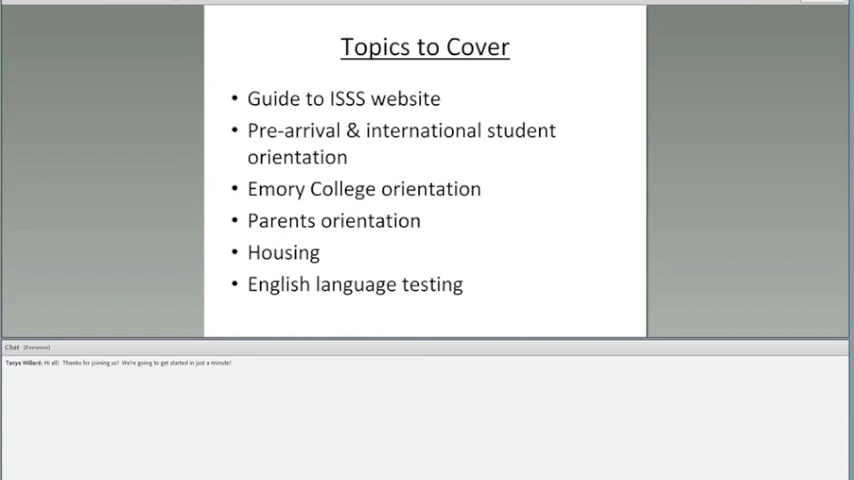 Topics to Cover
• Guide to ISSS website
• Pre-arrival & international student
orientation
• Emory College orientation
• Parents orientation
• Housing
• English language testing
Chat (Everyone)
Tanya Willard: Hi all! Thanks for joining us! We're going to get started in just a minute!